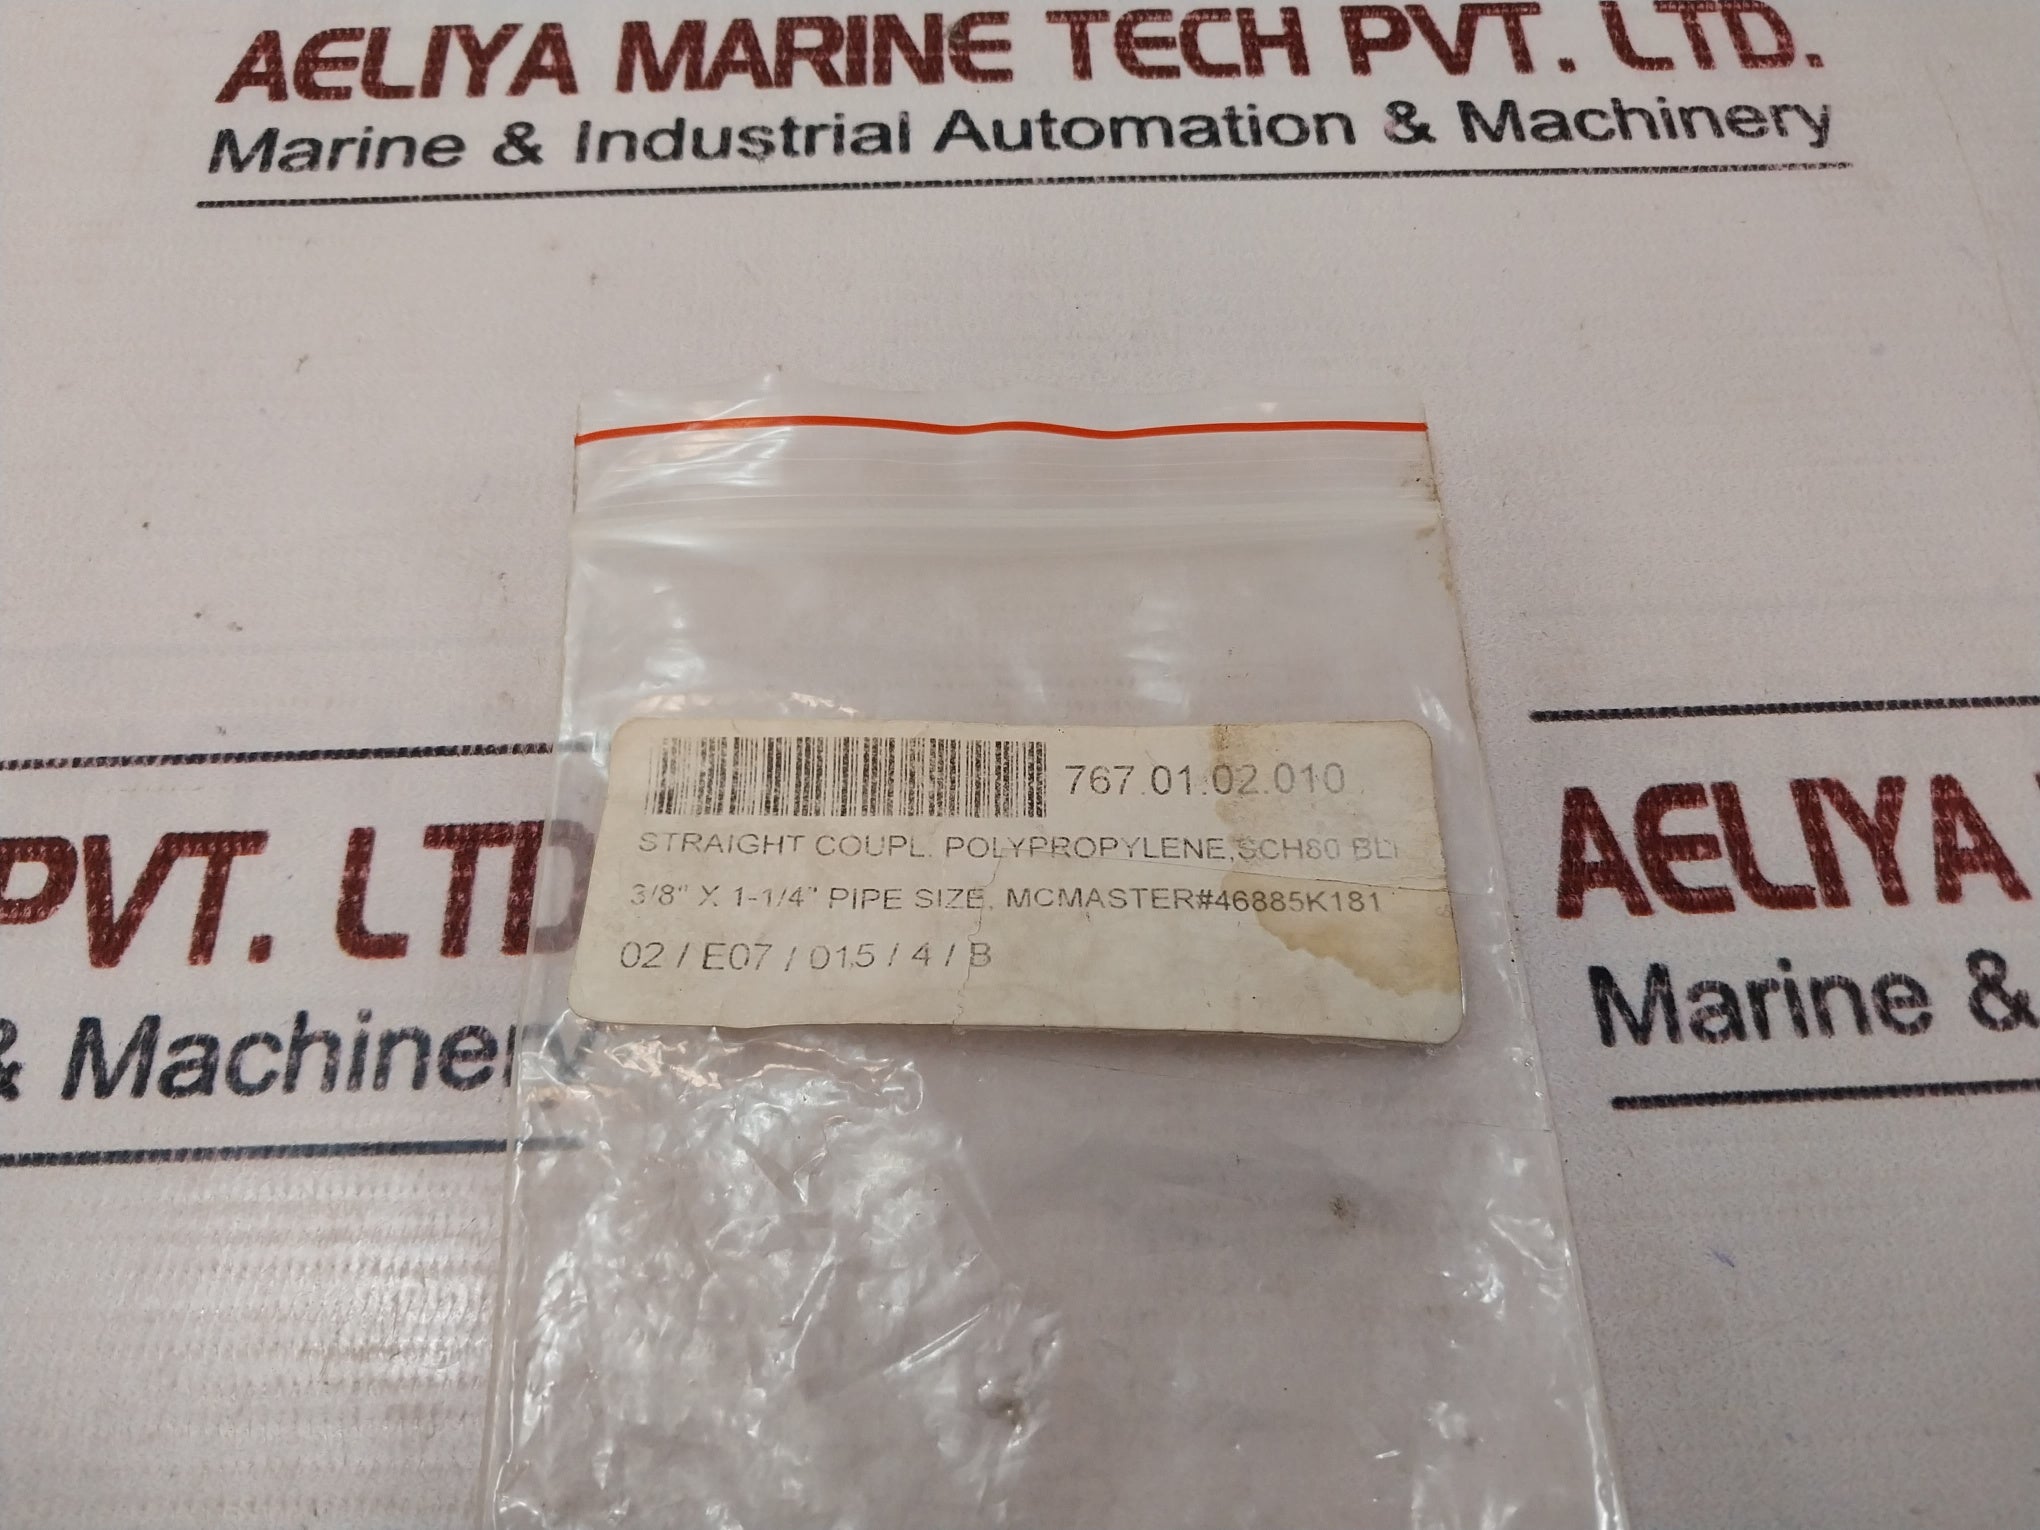 AELIYA MARINE TECH PVT. LTD.
Marine & Industrial Automation & Machinery
767.01.02.010
STRAIGHT COUPL. POLYPROPYLENE,SCH80
3/8" X 1-1/4" PIPE SIZE, MCMASTER#46885K181
02 / E07 / 015 / 4 / B
PVT. LTD
& Machinery
AELIYA
Marine &